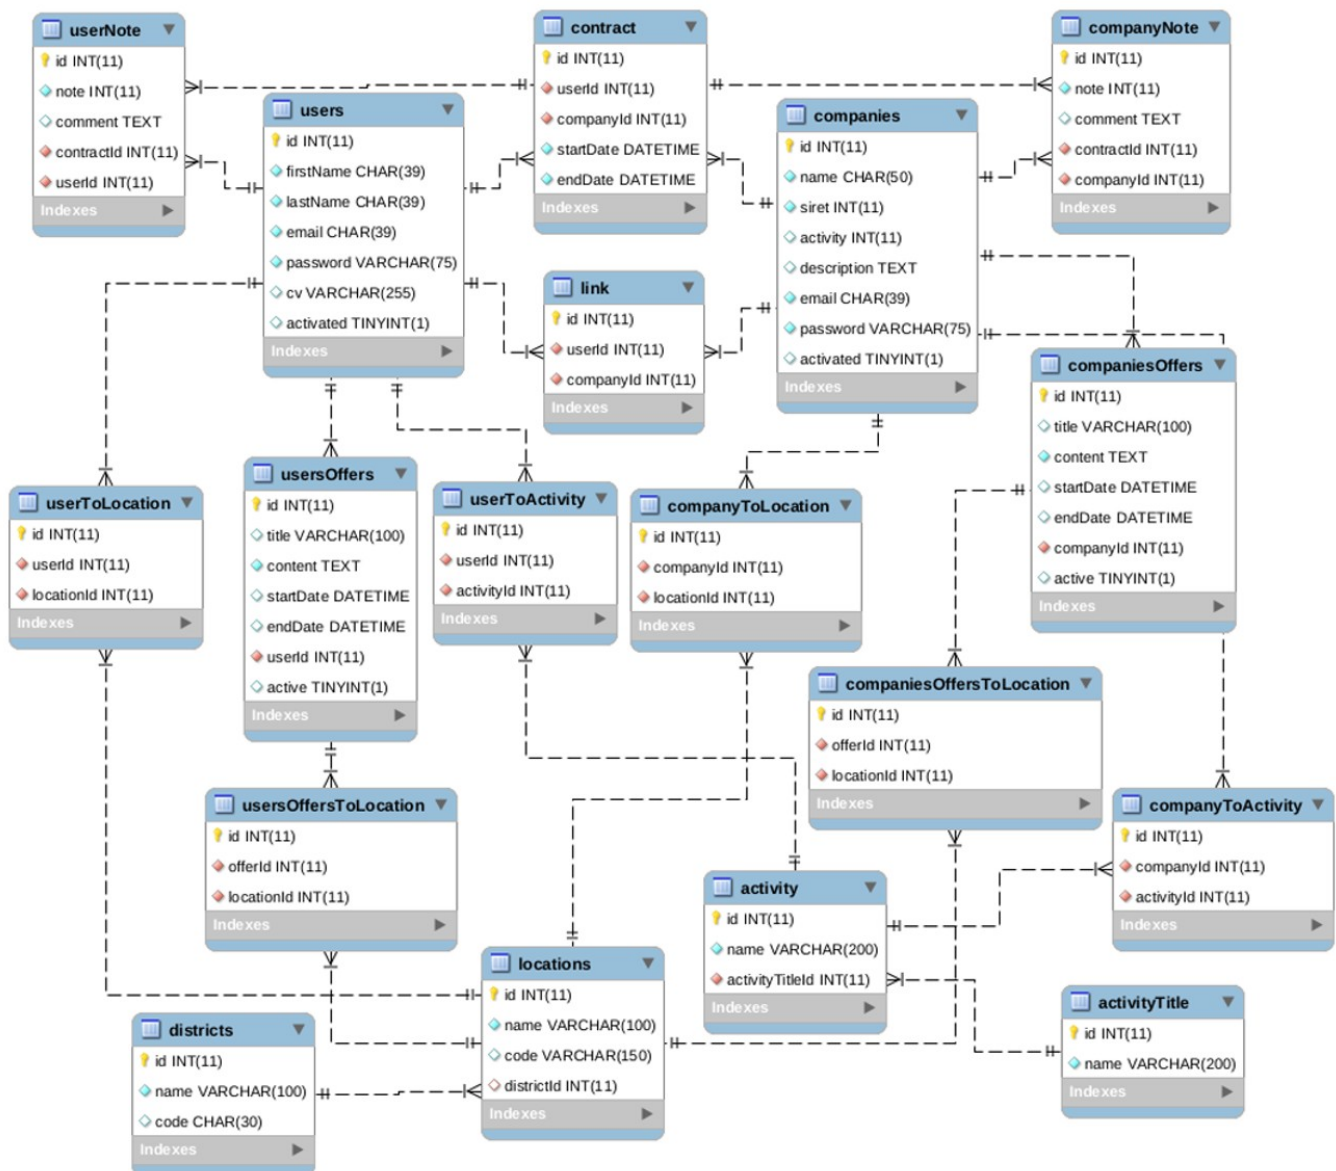 userNote
id INT(11)
note INT(11)
comment TEXT
contractId INT(11)
userId INT(11)
Indexes
users
id INT(11)
firstName CHAR(39)
lastName CHAR(39)
email CHAR(39)
password VARCHAR(75)
cv VARCHAR(255)
activated TINYINT(1)
Indexes
contract
id INT(11)
userId INT(11)
companyId INT(11)
startDate DATETIME
endDate DATETIME
Indexes
companies
id INT(11)
name CHAR(50)
siret INT(11)
activity INT(11)
description TEXT
email CHAR(39)
password VARCHAR(75)
activated TINYINT(1)
Indexes
companyNote
id INT(11)
note INT(11)
comment TEXT
contractId INT(11)
companyId INT(11)
Indexes
link
id INT(11)
userId INT(11)
companyId INT(11)
Indexes
companiesOffers
id INT(11)
title VARCHAR(100)
content TEXT
startDate DATETIME
endDate DATETIME
companyId INT(11)
active TINYINT(1)
Indexes
userToLocation
id INT(11)
userId INT(11)
locationId INT(11)
Indexes
usersOffers
id INT(11)
title VARCHAR(100)
content TEXT
startDate DATETIME
endDate DATETIME
userId INT(11)
active TINYINT(1)
Indexes
userToActivity
id INT(11)
userId INT(11)
activityId INT(11)
Indexes
companyToLocation
id INT(11)
companyId INT(11)
locationId INT(11)
Indexes
companiesOffersToLocation
id INT(11)
offerId INT(11)
locationId INT(11)
Indexes
usersOffersToLocation
id INT(11)
offerId INT(11)
locationId INT(11)
Indexes
companyToActivity
id INT(11)
companyId INT(11)
activityId INT(11)
Indexes
activity
id INT(11)
name VARCHAR(200)
activityTitleId INT(11)
Indexes
locations
id INT(11)
name VARCHAR(100)
code VARCHAR(150)
districtId INT(11)
Indexes
districts
id INT(11)
name VARCHAR(100)
code CHAR(30)
Indexes
activityTitle
id INT(11)
name VARCHAR(200)
Indexes